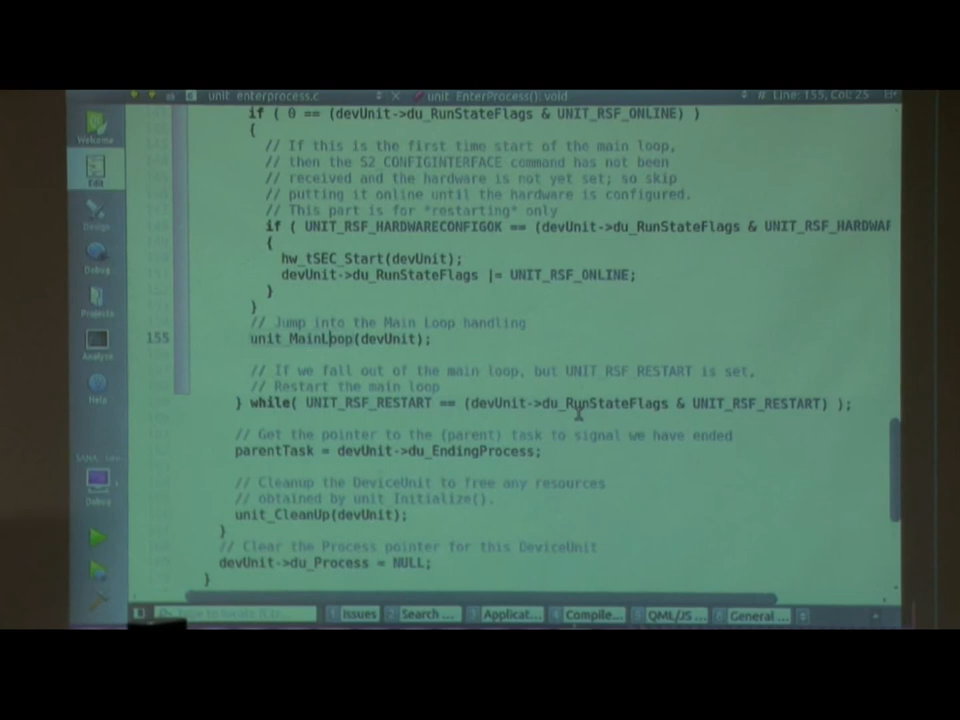 unit_enterprocess.c
unit_EnterProcess(): void
# Line: 155, Col: 25
if ( 0 == (devUnit->du_RunStateFlags & UNIT_RSF_ONLINE) )
{
// If this is the first time start of the main loop,
// then the S2_CONFIGINTERFACE command has not been
// received and the hardware is not yet set; so skip
// putting it online until the hardware is configured.
// This part is for *restarting* only
if ( UNIT_RSF_HARDWARECONFIGOK == (devUnit->du_RunStateFlags & UNIT_RSF_HARDWAR
{
hw_tSEC_Start(devUnit);
devUnit->du_RunStateFlags |= UNIT_RSF_ONLINE;
}
}
// Jump into the Main Loop handling
155 unit_MainLoop(devUnit);
// If we fall out of the main loop, but UNIT_RSF_RESTART is set,
// Restart the main loop
} while( UNIT_RSF_RESTART == (devUnit->du_RunStateFlags & UNIT_RSF_RESTART) );
// Get the pointer to the (parent) task to signal we have ended
parentTask = devUnit->du_EndingProcess;
// Cleanup the DeviceUnit to free any resources
// obtained by unit_Initialize().
unit_CleanUp(devUnit);
}
// Clear the Process pointer for this DeviceUnit
devUnit->du_Process = NULL;
}
Welcome
Edit
Design
Debug
Projects
Analyze
Help
Debug
1 Issues
2 Search ...
3 Applicat...
4 Compile...
5 QML/JS ...
6 General ...